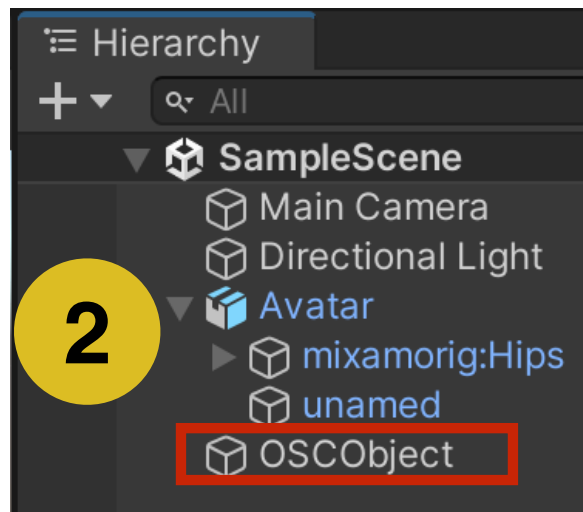 Hierarchy
All
SampleScene
Main Camera
Directional Light
2
Avatar
mixamorig:Hips
unamed
OSCObject